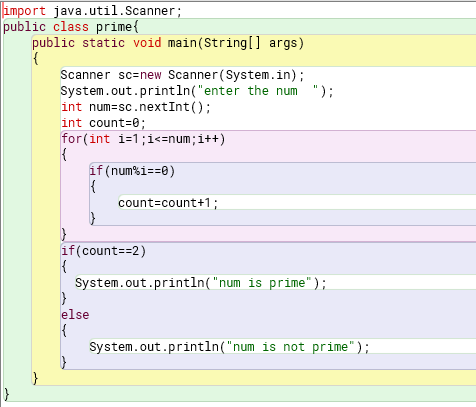 import java.util.Scanner;
public class prime{
public static void main(String[] args)
{
Scanner sc=new Scanner(System.in);
System.out.println("enter the num  ");
int num=sc.nextInt();
int count=0;
for(int i=1;i<=num;i++)
{
if(num%i==0)
{
count=count+1;
}
}
if(count==2)
{
System.out.println("num is prime");
}
else
{
System.out.println("num is not prime");
}
}
}